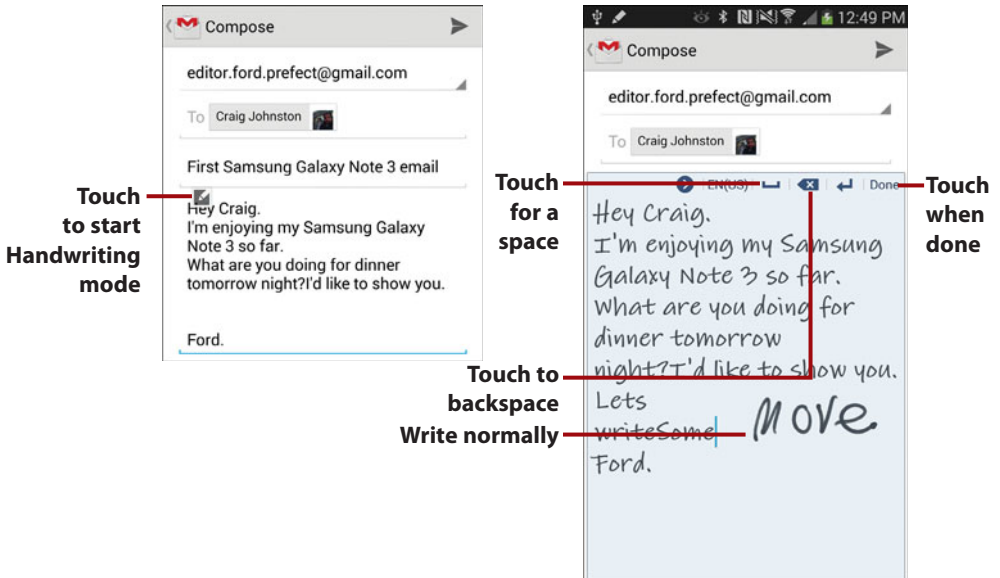 Compose
editor.ford.prefect@gmail.com
To Craig Johnston
First Samsung Galaxy Note 3 email
Hey Craig.
I'm enjoying my Samsung Galaxy
Note 3 so far.
What are you doing for dinner
tomorrow night?I'd like to show you.
Ford.
Touch
to start
Handwriting
mode
12:49 PM
Compose
editor.ford.prefect@gmail.com
To Craig Johnston
EN(US) Done
Hey Craig.
I'm enjoying my Samsung
Galaxy Note 3 so far.
What are you doing for
dinner tomorrow
night?I'd like to show you.
Lets
writeSome
Move
Ford.
Touch
for a
space
Touch to
backspace
Write normally
Touch
when
done